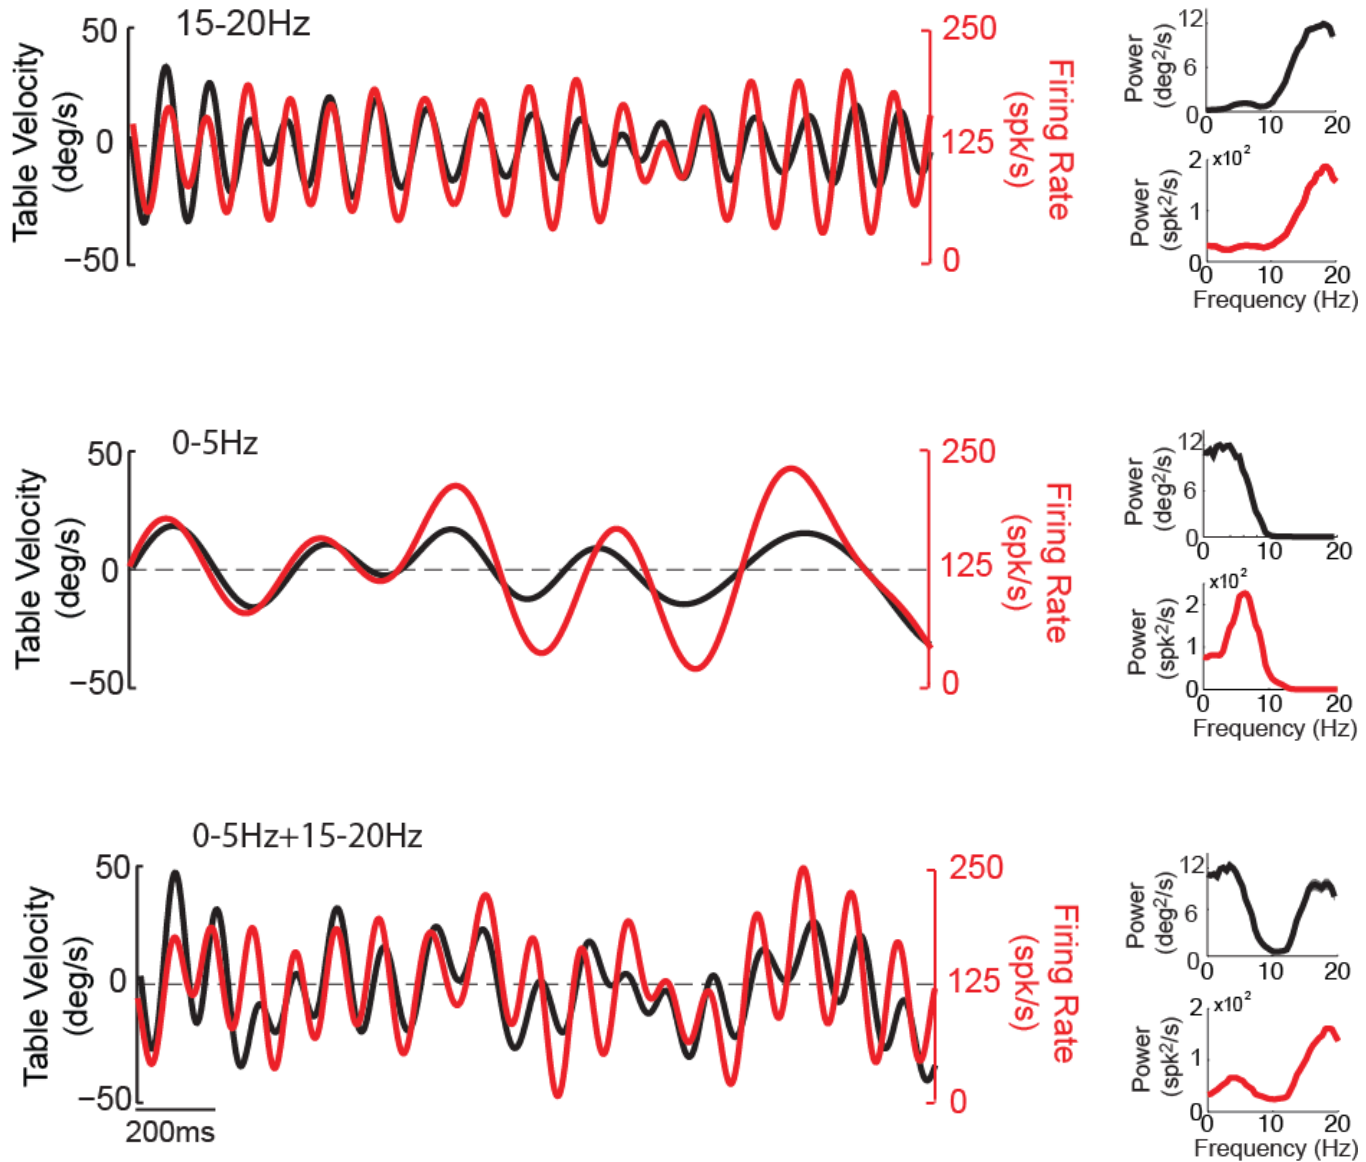 15-20Hz
50
0
−50
Table Velocity
(deg/s)
250
125
0
Firing Rate
(spk/s)
12
6
0
Power
(deg²/s)
0 10 20
2 x10²
1
0
Power
(spk²/s)
0 10 20
Frequency (Hz)
0-5Hz
50
0
−50
Table Velocity
(deg/s)
250
125
0
Firing Rate
(spk/s)
12
6
0
Power
(deg²/s)
0 10 20
x10²
2
1
0
Power
(spk²/s)
0 10 20
Frequency (Hz)
0-5Hz+15-20Hz
50
0
−50
Table Velocity
(deg/s)
250
125
0
Firing Rate
(spk/s)
200ms
12
6
0
Power
(deg²/s)
0 10 20
2 x10²
1
0
Power
(spk²/s)
0 10 20
Frequency (Hz)